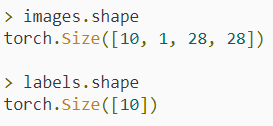 > images.shape
torch.Size([10, 1, 28, 28])
> labels.shape
torch.Size([10])